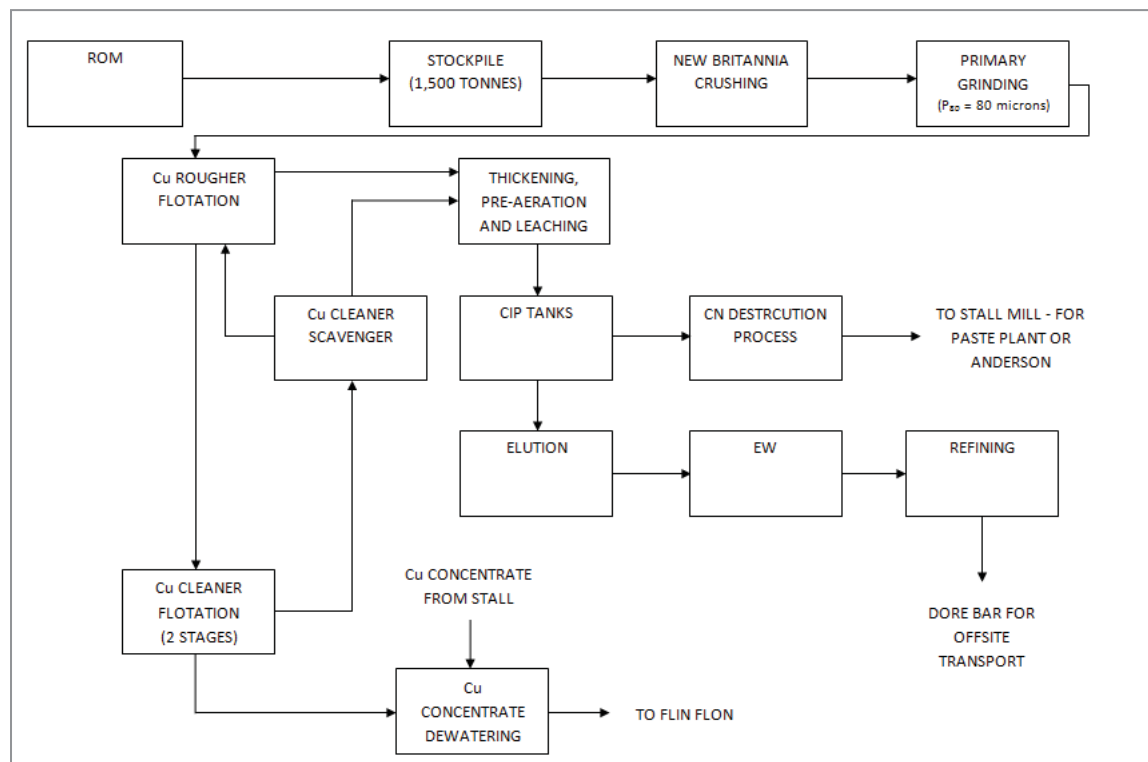 ROM
STOCKPILE
(1,500 TONNES)
NEW BRITANNIA
CRUSHING
PRIMARY
GRINDING
(P₈₀ = 80 microns)
Cu ROUGHER
FLOTATION
THICKENING,
PRE-AERATION
AND LEACHING
Cu CLEANER
SCAVENGER
CIP TANKS
CN DESTRCUTION
PROCESS
TO STALL MILL - FOR
PASTE PLANT OR
ANDERSON
ELUTION
EW
REFINING
Cu CLEANER
FLOTATION
(2 STAGES)
Cu CONCENTRATE
FROM STALL
DORE BAR FOR
OFFSITE
TRANSPORT
Cu
CONCENTRATE
DEWATERING
TO FLIN FLON